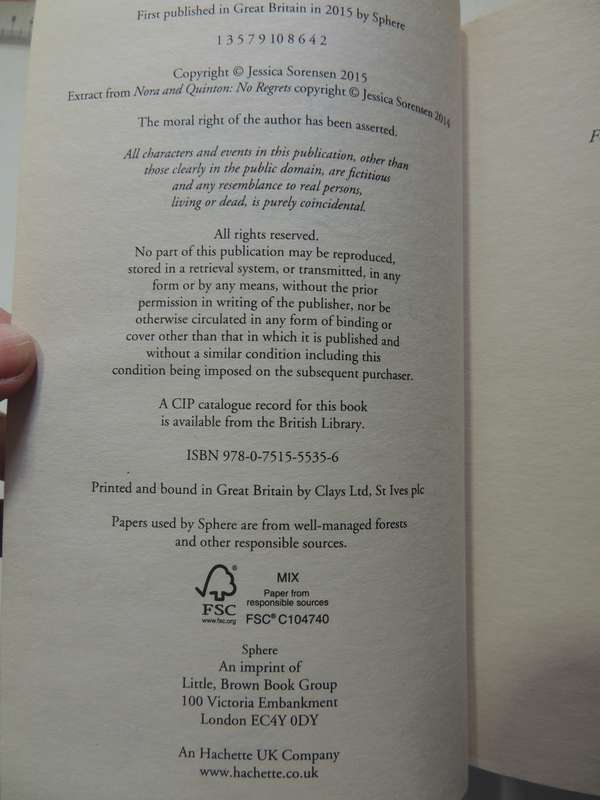 First published in Great Britain in 2015 by Sphere
1 3 5 7 9 10 8 6 4 2
Copyright © Jessica Sorensen 2015
Extract from Nora and Quinton: No Regrets copyright © Jessica Sorensen 2014
The moral right of the author has been asserted.
All characters and events in this publication, other than
those clearly in the public domain, are fictitious
and any resemblance to real persons,
living or dead, is purely coincidental.
All rights reserved.
No part of this publication may be reproduced,
stored in a retrieval system, or transmitted, in any
form or by any means, without the prior
permission in writing of the publisher, nor be
otherwise circulated in any form of binding or
cover other than that in which it is published and
without a similar condition including this
condition being imposed on the subsequent purchaser.
A CIP catalogue record for this book
is available from the British Library.
ISBN 978-0-7515-5535-6
Printed and bound in Great Britain by Clays Ltd, St Ives plc
Papers used by Sphere are from well-managed forests
and other responsible sources.
FSC®
www.fsc.org
MIX
Paper from
responsible sources
FSC® C104740
Sphere
An imprint of
Little, Brown Book Group
100 Victoria Embankment
London EC4Y 0DY
An Hachette UK Company
www.hachette.co.uk
F